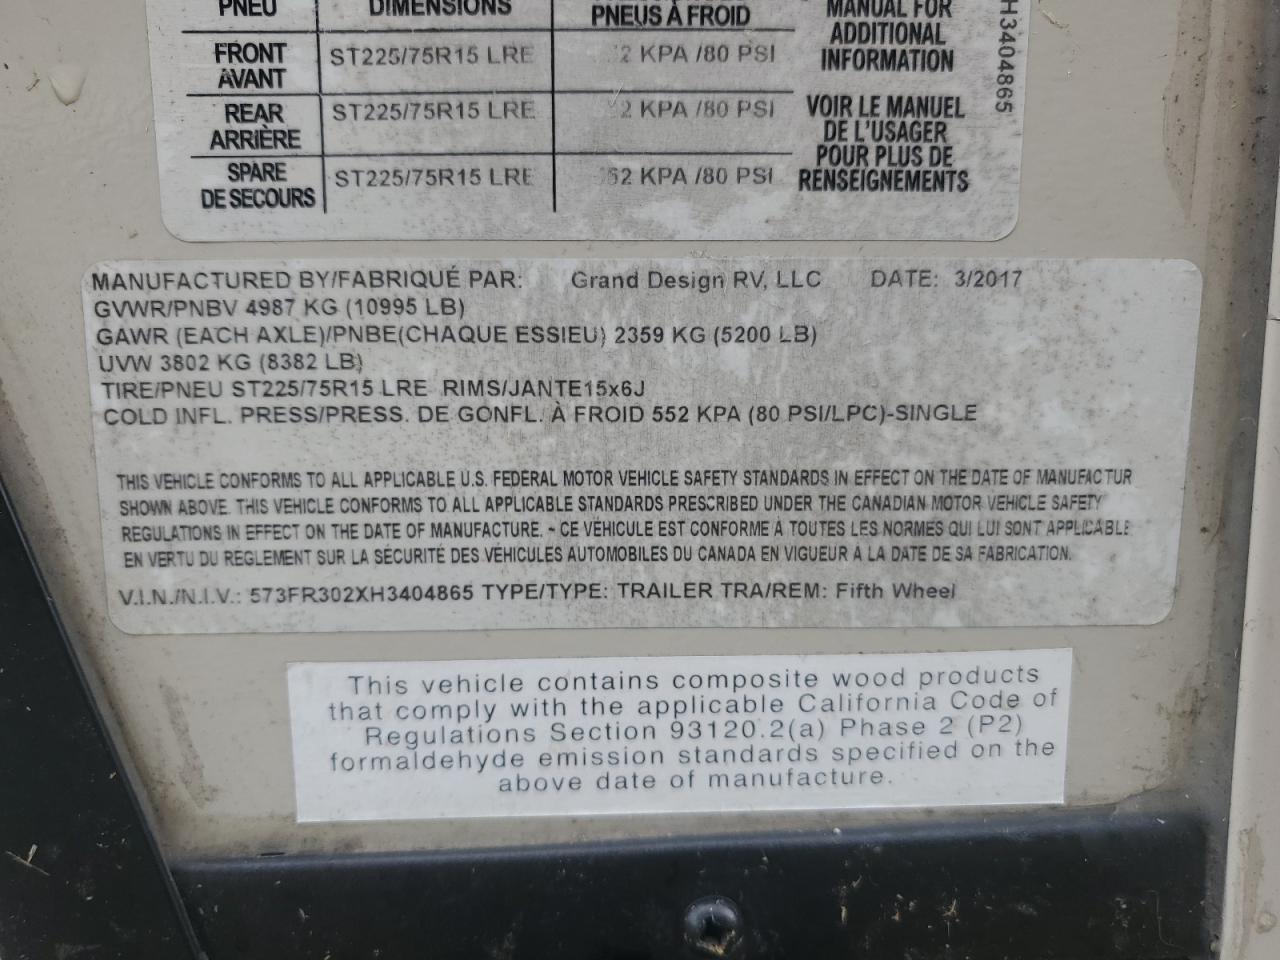 PNEU DIMENSIONS PNEUS À FROID MANUAL FOR
ADDITIONAL
INFORMATION
FRONT
AVANT ST225/75R15 LRE 2 KPA /80 PSI
REAR
ARRIÈRE ST225/75R15 LRE 2 KPA /80 PSI
SPARE
DE SECOURS ST225/75R15 LRE 52 KPA /80 PSI
VOIR LE MANUEL
DE L'USAGER
POUR PLUS DE
RENSEIGNEMENTS
H3404865
MANUFACTURED BY/FABRIQUÉ PAR: Grand Design RV, LLC DATE: 3/2017
GVWR/PNBV 4987 KG (10995 LB)
GAWR (EACH AXLE)/PNBE(CHAQUE ESSIEU) 2359 KG (5200 LB)
UVW 3802 KG (8382 LB)
TIRE/PNEU ST225/75R15 LRE RIMS/JANTE15x6J
COLD INFL. PRESS/PRESS. DE GONFL. À FROID 552 KPA (80 PSI/LPC)-SINGLE
THIS VEHICLE CONFORMS TO ALL APPLICABLE U.S. FEDERAL MOTOR VEHICLE SAFETY STANDARDS IN EFFECT ON THE DATE OF MANUFACTUR
SHOWN ABOVE. THIS VEHICLE CONFORMS TO ALL APPLICABLE STANDARDS PRESCRIBED UNDER THE CANADIAN MOTOR VEHICLE SAFETY
REGULATIONS IN EFFECT ON THE DATE OF MANUFACTURE. - CE VÉHICULE EST CONFORME À TOUTES LES NORMES QUI LUI SONT APPLICABLE
EN VERTU DU RÈGLEMENT SUR LA SÉCURITÉ DES VÉHICULES AUTOMOBILES DU CANADA EN VIGUEUR A LA DATE DE SA FABRICATION.
V.I.N./N.I.V.: 573FR302XH3404865 TYPE/TYPE: TRAILER TRA/REM: Fifth Wheel
This vehicle contains composite wood products
that comply with the applicable California Code of
Regulations Section 93120.2(a) Phase 2 (P2)
formaldehyde emission standards specified on the
above date of manufacture.